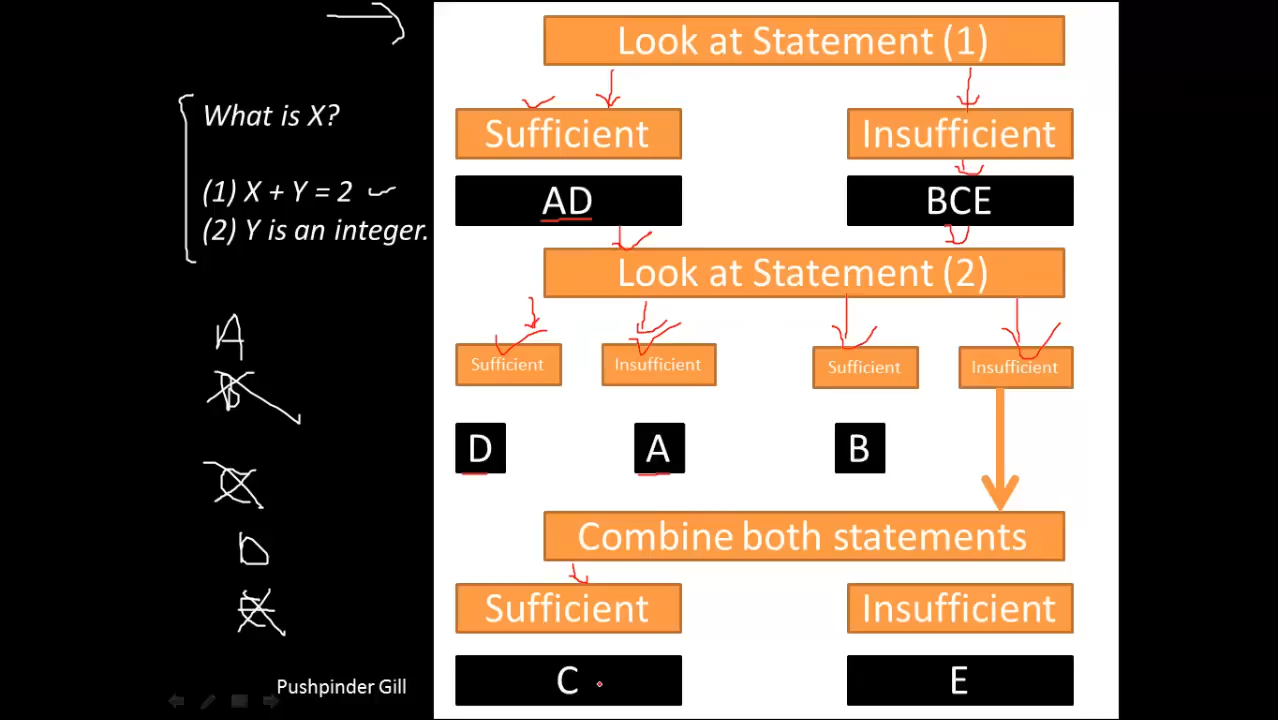 What is X?
(1) X + Y = 2
(2) Y is an integer.
A
B
C
D
E
Pushpinder Gill
Look at Statement (1)
Sufficient
Insufficient
AD
BCE
Look at Statement (2)
Sufficient
Insufficient
Sufficient
Insufficient
D
A
B
Combine both statements
Sufficient
Insufficient
C
E